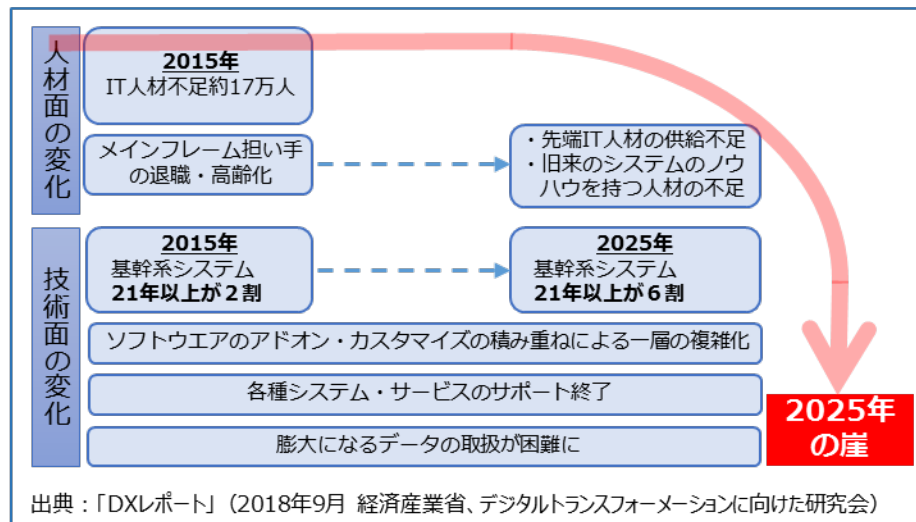 人材面の変化
2015年
IT人材不足約17万人
メインフレーム担い手
の退職・高齢化
・先端IT人材の供給不足
・旧来のシステムのノウ
ハウを持つ人材の不足
技術面の変化
2015年
基幹系システム
21年以上が２割
2025年
基幹系システム
21年以上が６割
ソフトウエアのアドオン・カスタマイズの積み重ねによる一層の複雑化
各種システム・サービスのサポート終了
膨大になるデータの取扱が困難に
2025年
の崖
出典：「DXレポート」（2018年9月 経済産業省、デジタルトランスフォーメーションに向けた研究会）